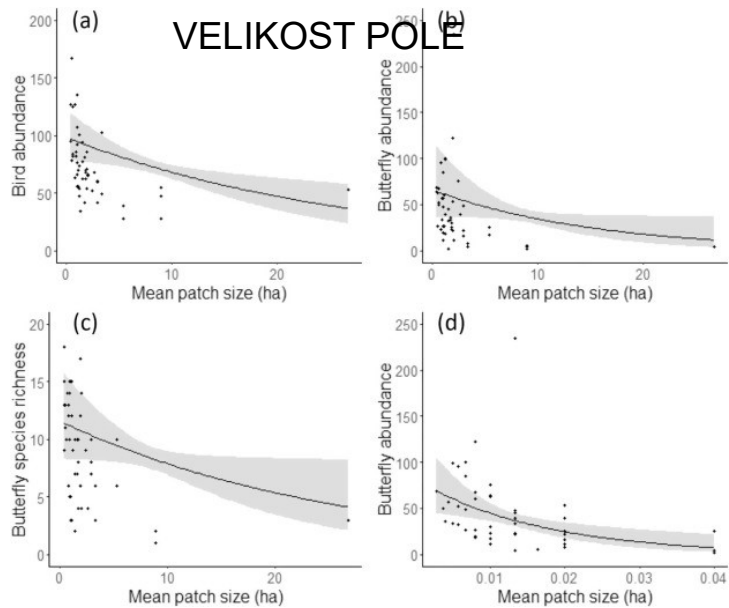 VELIKOST POLE
(a)
200
150
100
50
0
Bird abundance
0 10 20
Mean patch size (ha)
(b)
250
200
150
100
50
0
Butterfly abundance
0 10 20
Mean patch size (ha)
(c)
20
15
10
5
0
Butterfly species richness
0 10 20
Mean patch size (ha)
(d)
250
200
150
100
50
0
Butterfly abundance
0.01 0.02 0.03 0.04
Mean patch size (ha)